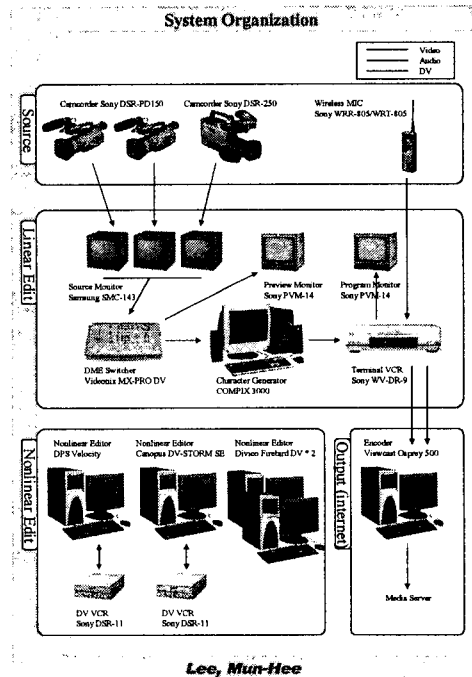 System Organization
Video
Audio
DV
Source
Camcorder Sony DSR-PD150
Camcorder Sony DSR-250
Wireless MIC
Sony WRR-805/WRT-805
Linear Edit
Source Monitor
Samsung SMC-143
Preview Monitor
Sony PVM-14
Program Monitor
Sony PVM-14
DME Switcher
Videonix MX-PRO DV
Character Generator
COMPIX 3000
Terminal VCR
Sony WV-DR-9
Nonlinear Edit
Nonlinear Editor
DPS Velocity
Nonlinear Editor
Canopus DV-STORM SE
Nonlinear Editor
Divion Firebird DV * 2
DV VCR
Sony DSR-11
DV VCR
Sony DSR-11
Output (internet)
Encoder
Viewcast Osprey 500
Media Server
Lee, Mun-Hee